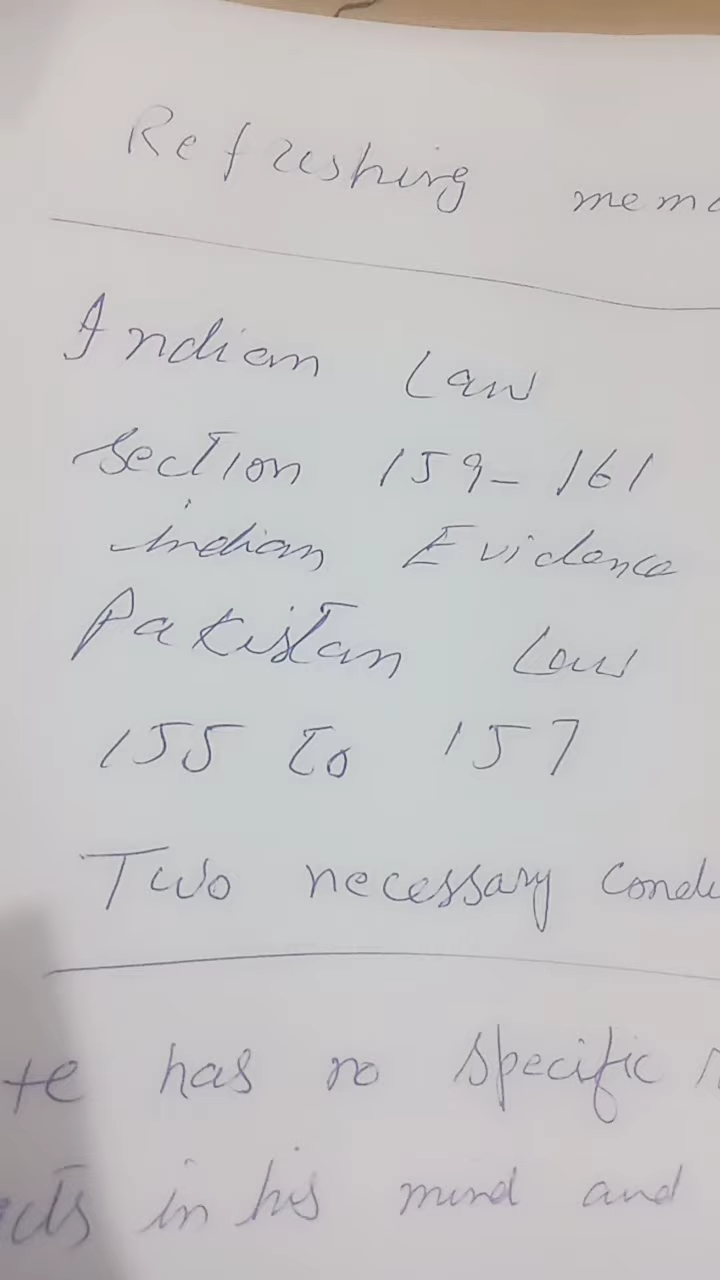 Refreshing
Indian Law
Section 159-161
indian Evidence
Pakistan Law
155 to 157
Two necessary
has no specific
in his mind and